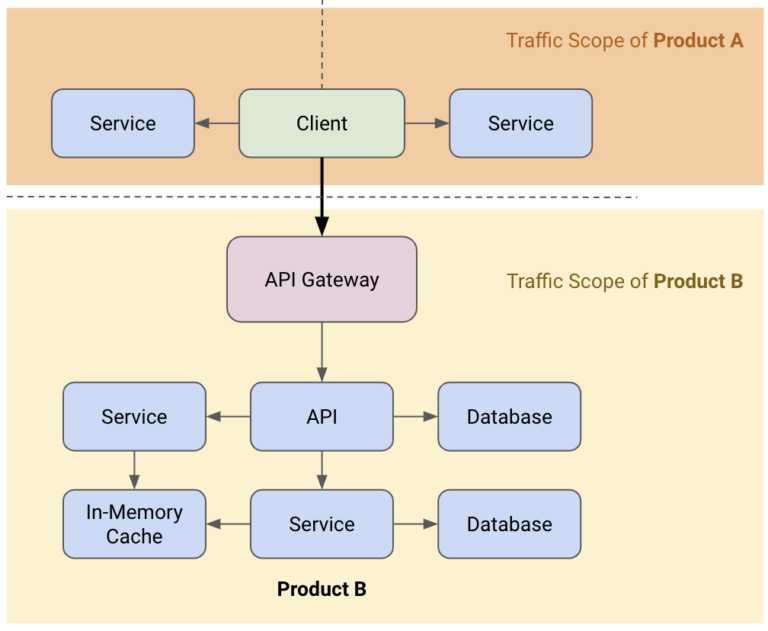 Traffic Scope of Product A
Service
Client
Service
API Gateway
Traffic Scope of Product B
Service
API
Database
In-Memory
Cache
Service
Database
Product B